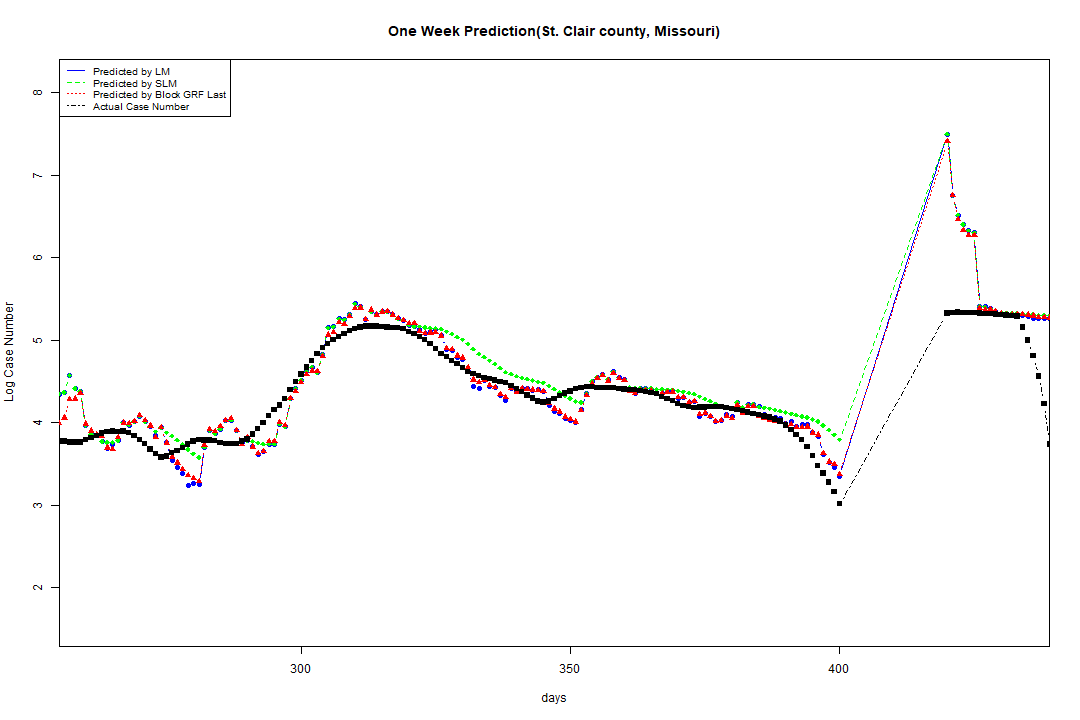 One Week Prediction(St. Clair county, Missouri)
Predicted by LM
Predicted by SLM
Predicted by Block GRF Last
Actual Case Number
8
7
6
5
4
3
2
Log Case Number
300
350
400
days